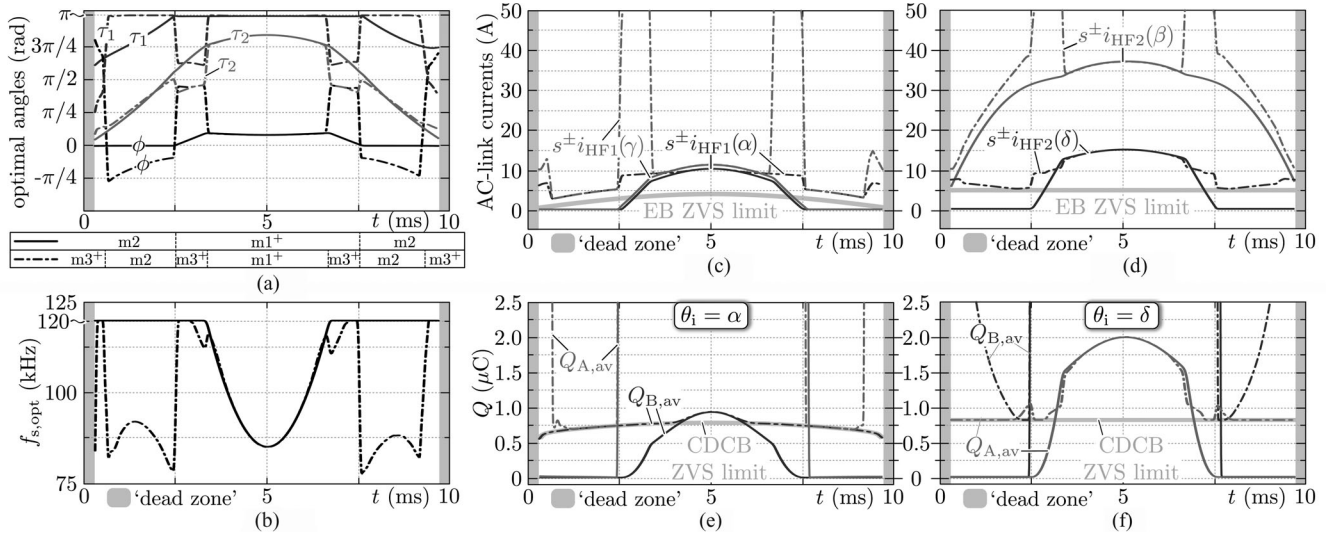 optimal angles (rad)
π
3π/4
π/2
π/4
0
-π/4
τ1
τ1
τ2
τ2
ϕ
ϕ
0
5
t (ms)
10
m2
m1+
m2
m3+
m2
m3+
m1+
m3+
m2
m3+
(a)
fs,opt (kHz)
125
120
100
75
0
5
t (ms)
10
'dead zone'
(b)
AC-link currents (A)
50
40
30
20
10
0
s±iHF1(γ)
s±iHF1(α)
EB ZVS limit
0
5
t (ms)
10
'dead zone'
(c)
50
40
30
20
10
0
s±iHF2(β)
s±iHF2(δ)
EB ZVS limit
0
5
t (ms)
10
'dead zone'
(d)
Q (μC)
2.5
2.0
1.5
1.0
0.5
0
θi = α
QA,av
QB,av
CDCB
ZVS limit
0
5
t (ms)
10
'dead zone'
(e)
2.5
2.0
1.5
1.0
0.5
0
θi = δ
QB,av
QA,av
CDCB
ZVS limit
0
5
t (ms)
10
'dead zone'
(f)